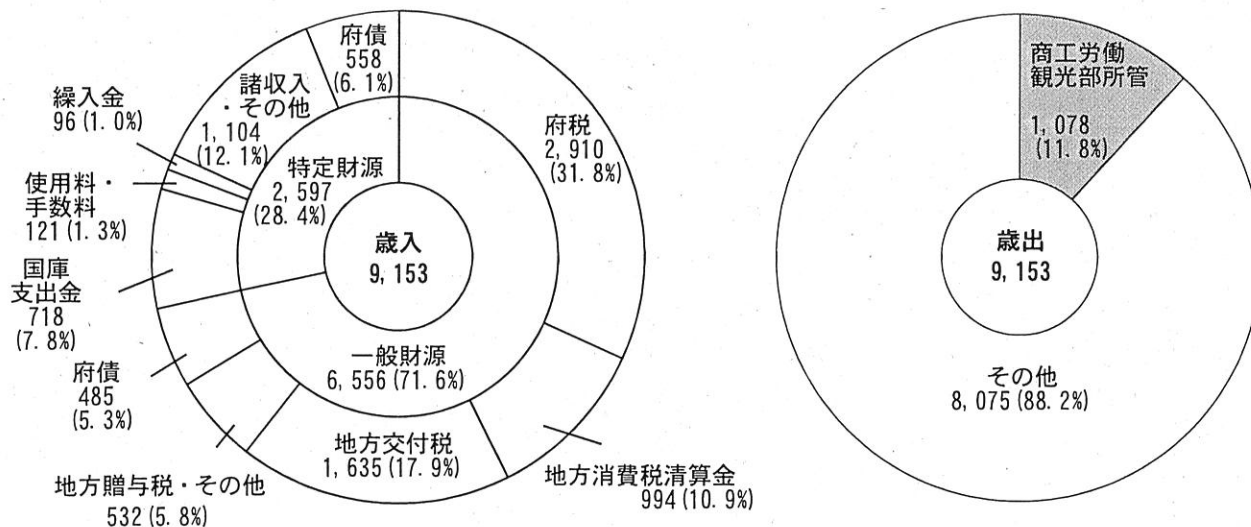 府債
558
(6.1%)
諸収入
・その他
1,104
(12.1%)
繰入金
96(1.0%)
使用料・
手数料
121(1.3%)
国庫
支出金
718
(7.8%)
府債
485
(5.3%)
地方贈与税・その他
532(5.8%)
地方交付税
1,635(17.9%)
地方消費税清算金
994(10.9%)
府税
2,910
(31.8%)
特定財源
2,597
(28.4%)
一般財源
6,556(71.6%)
歳入
9,153
商工労働
観光部所管
1,078
(11.8%)
歳出
9,153
その他
8,075(88.2%)